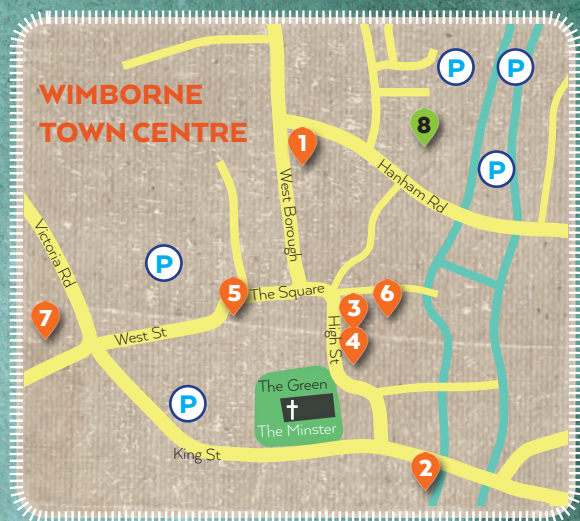 WIMBORNE
TOWN CENTRE
P
P
8
1
P
Hanham Rd
West Borough
Victoria Rd
P
5
The Square
6
3
7
West St
High St
4
The Green
P
The Minster
King St
2